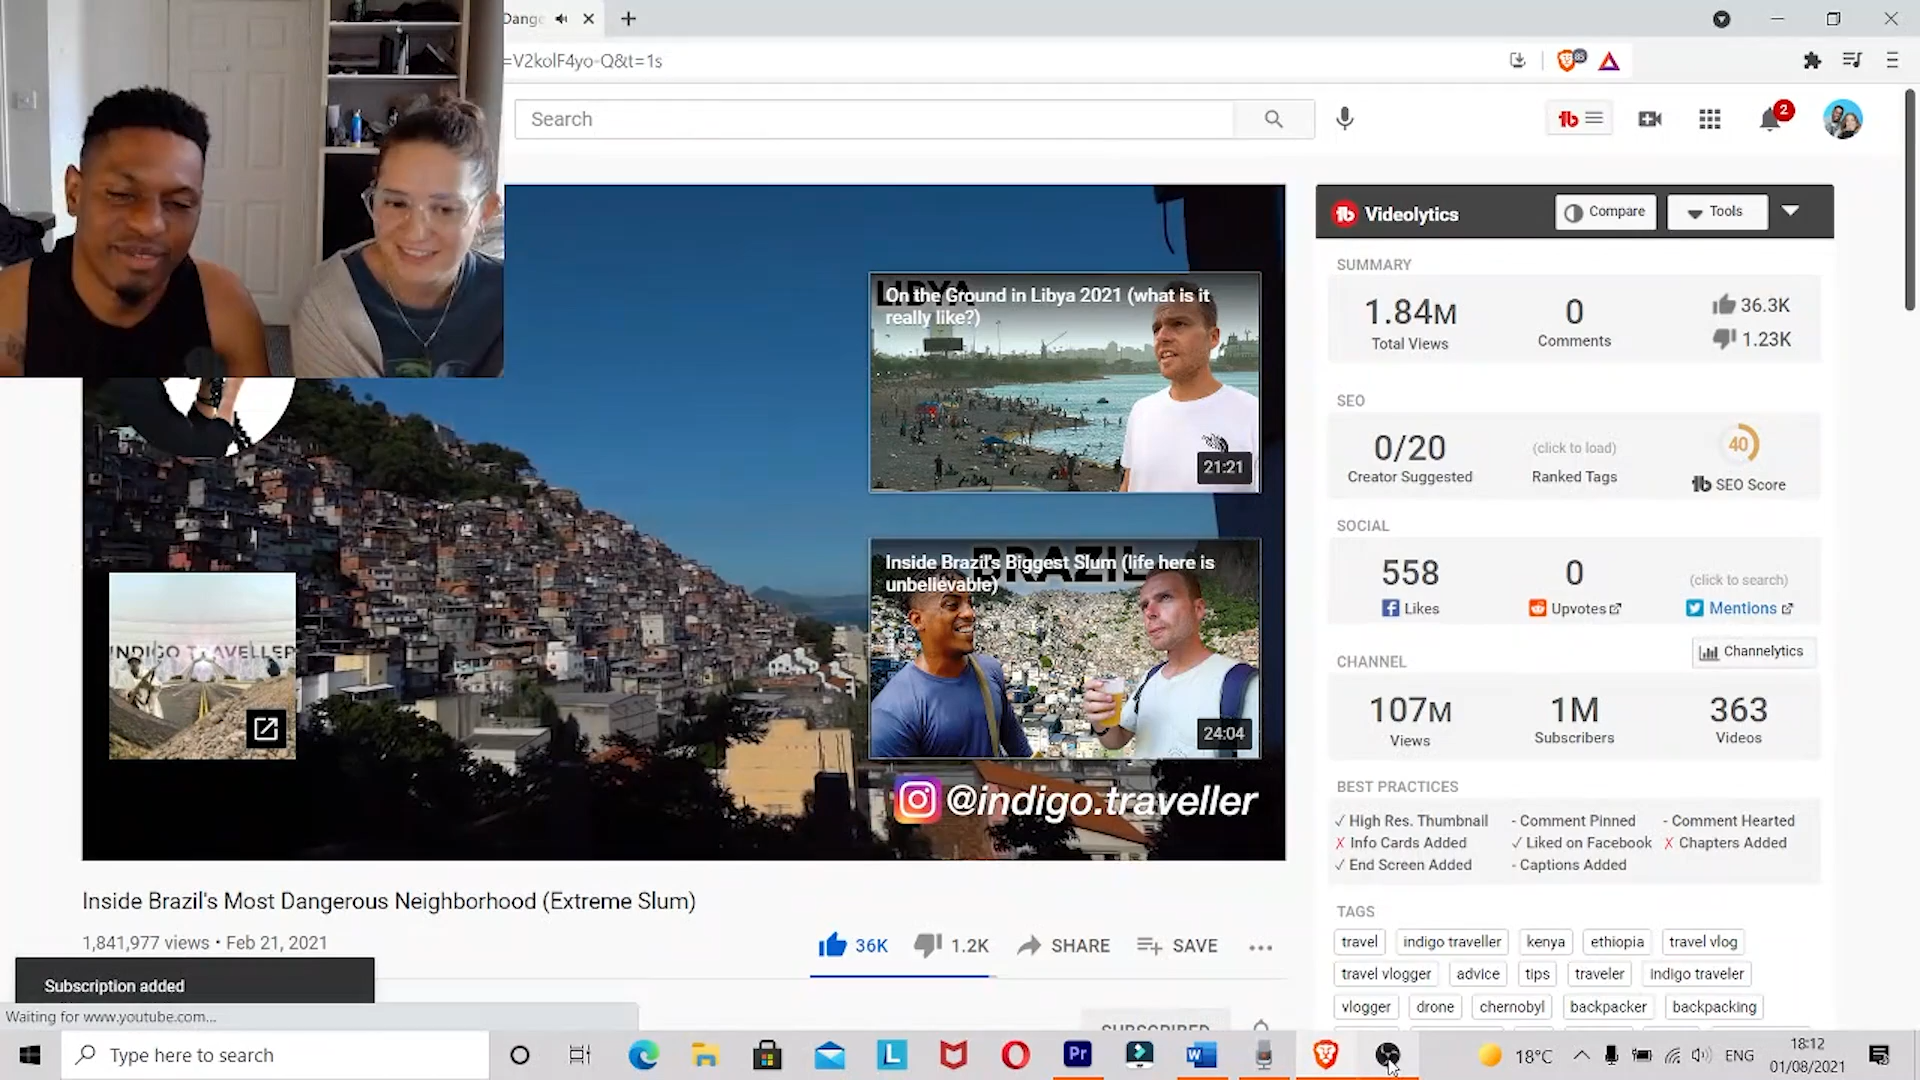 Dange
=V2kolF4yo-Q&t=1s
Search
2
LIBYA
On the Ground in Libya 2021 (what is it
really like?)
21:21
BRAZIL
Inside Brazil's Biggest Slum (life here is
unbelievable)
24:04
INDIGO TRAVELLER
@indigo.traveller
Inside Brazil's Most Dangerous Neighborhood (Extreme Slum)
1,841,977 views • Feb 21, 2021
36K
1.2K
SHARE
SAVE
Subscription added
Waiting for www.youtube.com...
SUBSCRIBED
Videolytics
Compare
Tools
SUMMARY
1.84M
Total Views
0
Comments
36.3K
1.23K
SEO
0/20
Creator Suggested
(click to load)
Ranked Tags
40
SEO Score
SOCIAL
558
Likes
0
Upvotes
(click to search)
Mentions
CHANNEL
Channelytics
107M
Views
1M
Subscribers
363
Videos
BEST PRACTICES
✓ High Res. Thumbnail - Comment Pinned - Comment Hearted
X Info Cards Added ✓ Liked on Facebook X Chapters Added
✓ End Screen Added - Captions Added
TAGS
travel indigo traveller kenya ethiopia travel vlog
travel vlogger advice tips traveler indigo traveler
vlogger drone chernobyl backpacker backpacking
Type here to search
18°C
ENG
18:12
01/08/2021